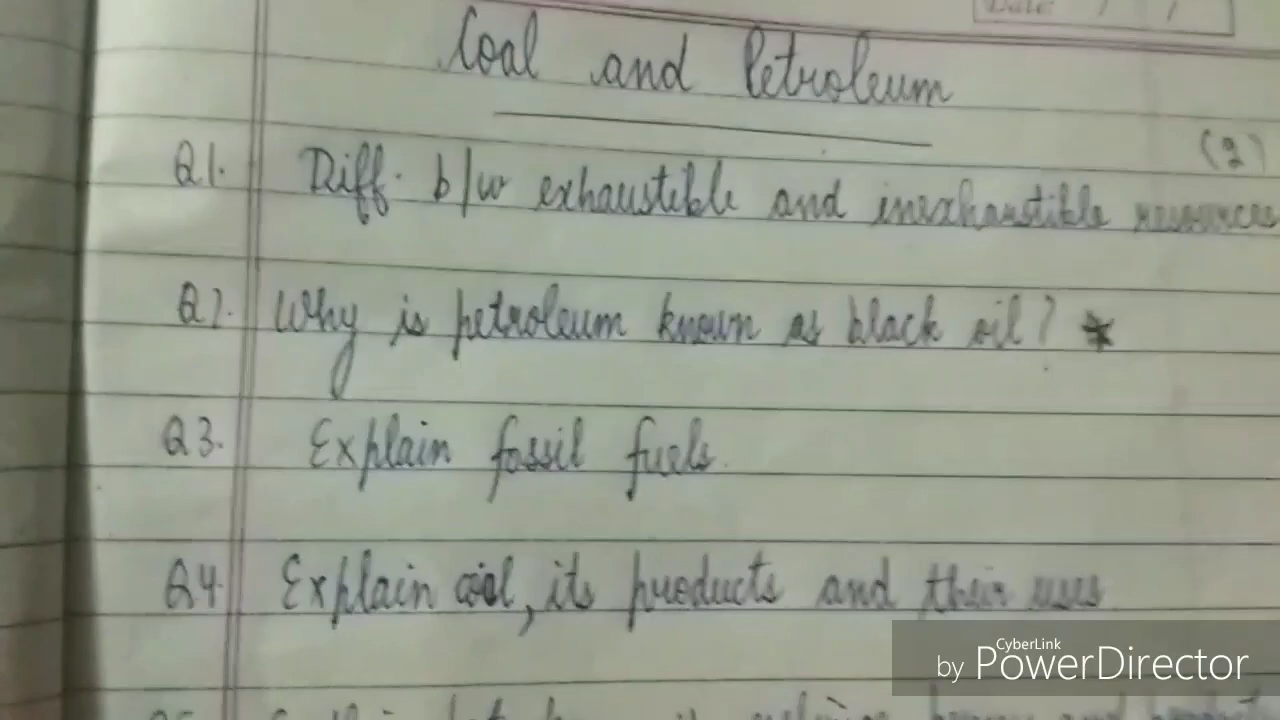 Date / /
Coal and Petroleum
(2)
Q1. Diff. b/w exhaustible and inexhaustible resources
Q2. Why is petroleum known as black oil? *
Q3. Explain fossil fuels.
Q4. Explain coal, its products and their uses
CyberLink
by PowerDirector